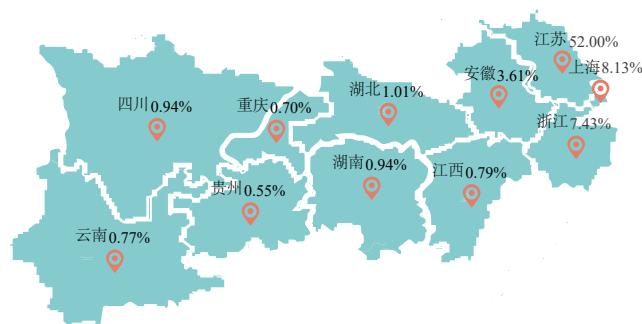 江苏52.00%
上海8.13%
安徽3.61%
湖北1.01%
四川0.94%
重庆0.70%
浙江7.43%
湖南0.94%
江西0.79%
贵州0.55%
云南0.77%